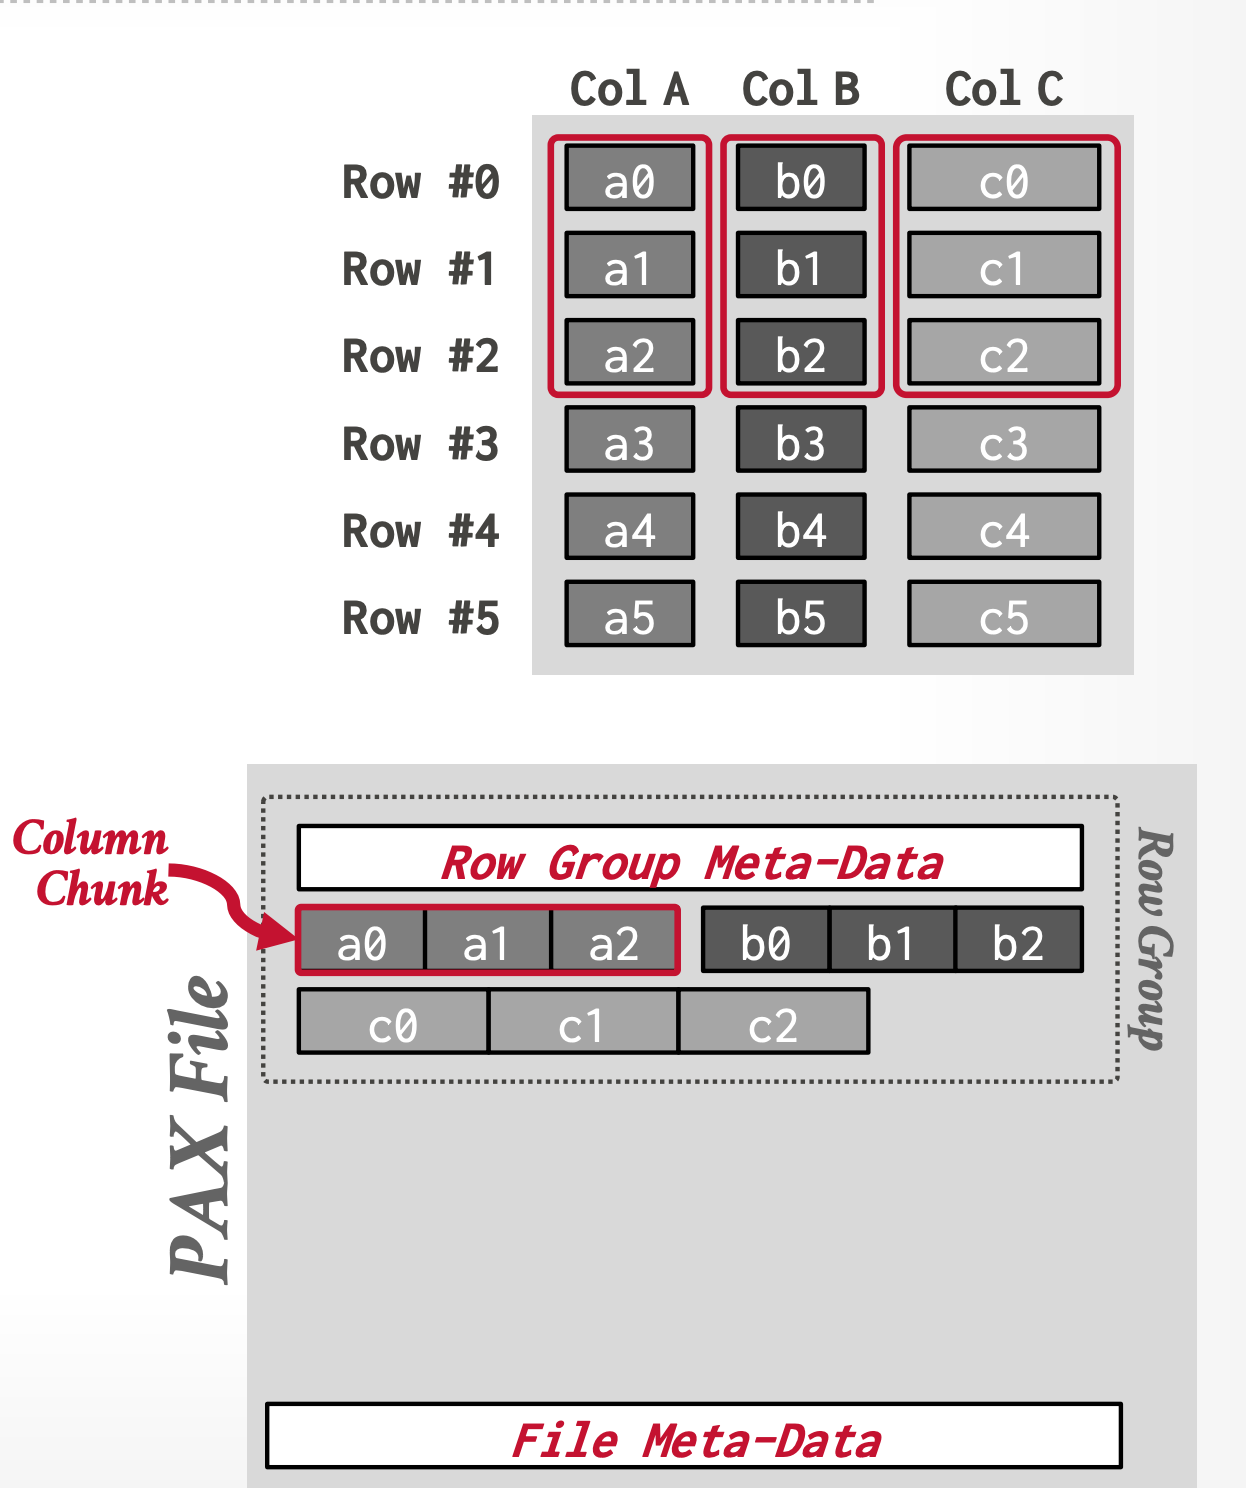 Col A Col B Col C
Row #0 a0 b0 c0
Row #1 a1 b1 c1
Row #2 a2 b2 c2
Row #3 a3 b3 c3
Row #4 a4 b4 c4
Row #5 a5 b5 c5
Column
Chunk
PAX File
Row Group Meta-Data
a0 a1 a2 b0 b1 b2
c0 c1 c2
Row Group
File Meta-Data